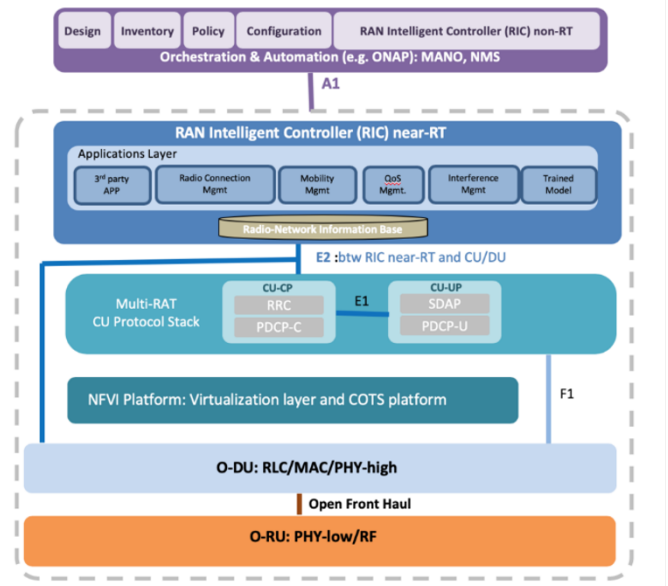 Design
Inventory
Policy
Configuration
RAN Intelligent Controller (RIC) non-RT
Orchestration & Automation (e.g. ONAP): MANO, NMS
A1
RAN Intelligent Controller (RIC) near-RT
Applications Layer
3rd party
APP
Radio Connection
Mgmt
Mobility
Mgmt
QoS
Mgmt.
Interference
Mgmt
Trained
Model
Radio-Network Information Base
E2 :btw RIC near-RT and CU/DU
Multi-RAT
CU Protocol Stack
CU-CP
RRC
PDCP-C
E1
CU-UP
SDAP
PDCP-U
NFVI Platform: Virtualization layer and COTS platform
F1
O-DU: RLC/MAC/PHY-high
Open Front Haul
O-RU: PHY-low/RF